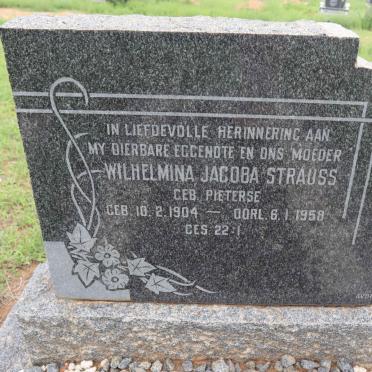 IN LIEFDEVOLLE HERINNERING AAN
MY DIERBARE EGGENOTE EN ONS MOEDER
WILHELMINA JACOBA STRAUSS
GEB. PIETERSE
GEB. 10.2.1904 — OORL. 6.1.1958
GES. 22:1.